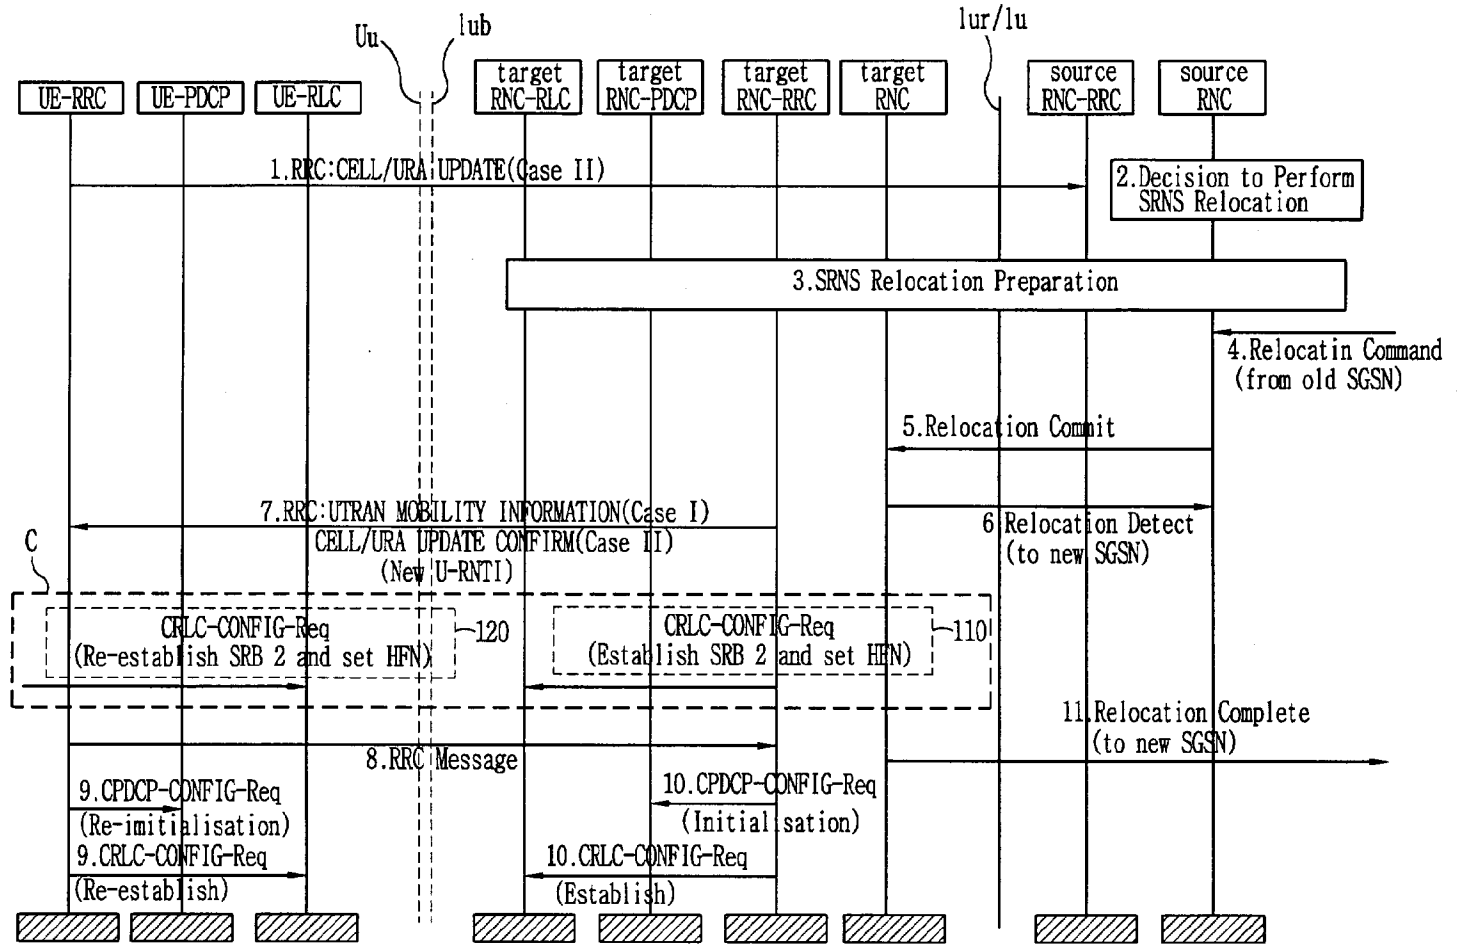 Uu
lub
lur/lu
UE-RRC
UE-PDCP
UE-RLC
target
RNC-RLC
target
RNC-PDCP
target
RNC-RRC
target
RNC
source
RNC-RRC
source
RNC
1.RRC:CELL/URA UPDATE(Case II)
2.Decision to Perform
SRNS Relocation
3.SRNS Relocation Preparation
4.Relocatin Command
(from old SGSN)
5.Relocation Commit
6.Relocation Detect
(to new SGSN)
7.RRC:UTRAN MOBILITY INFORMATION(Case I)
CELL/URA UPDATE CONFIRM(Case II)
(New U-RNTI)
C
CRLC-CONFIG-Req
(Re-establish SRB 2 and set HFN)
120
CRLC-CONFIG-Req
(Establish SRB 2 and set HFN)
110
11.Relocation Complete
(to new SGSN)
8.RRC Message
9.CPDCP-CONFIG-Req
(Re-imitialisation)
10.CPDCP-CONFIG-Req
(Initialisation)
9.CRLC-CONFIG-Req
(Re-establish)
10.CRLC-CONFIG-Req
(Establish)